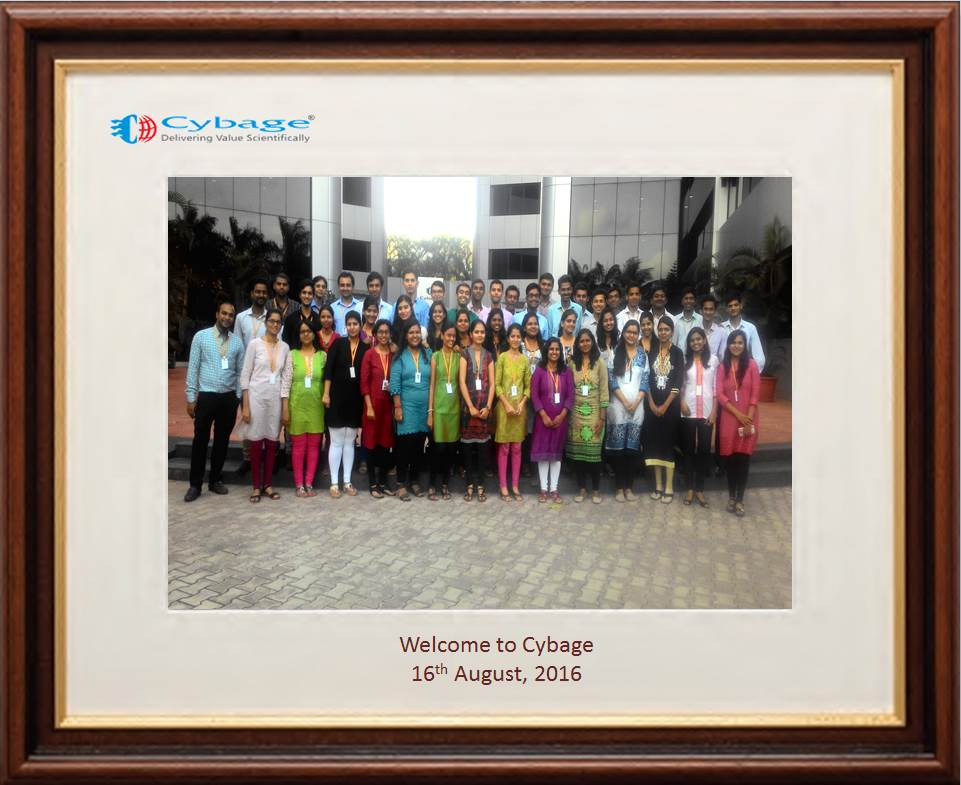 Cybage®
Delivering Value Scientifically
Welcome to Cybage
16th August, 2016